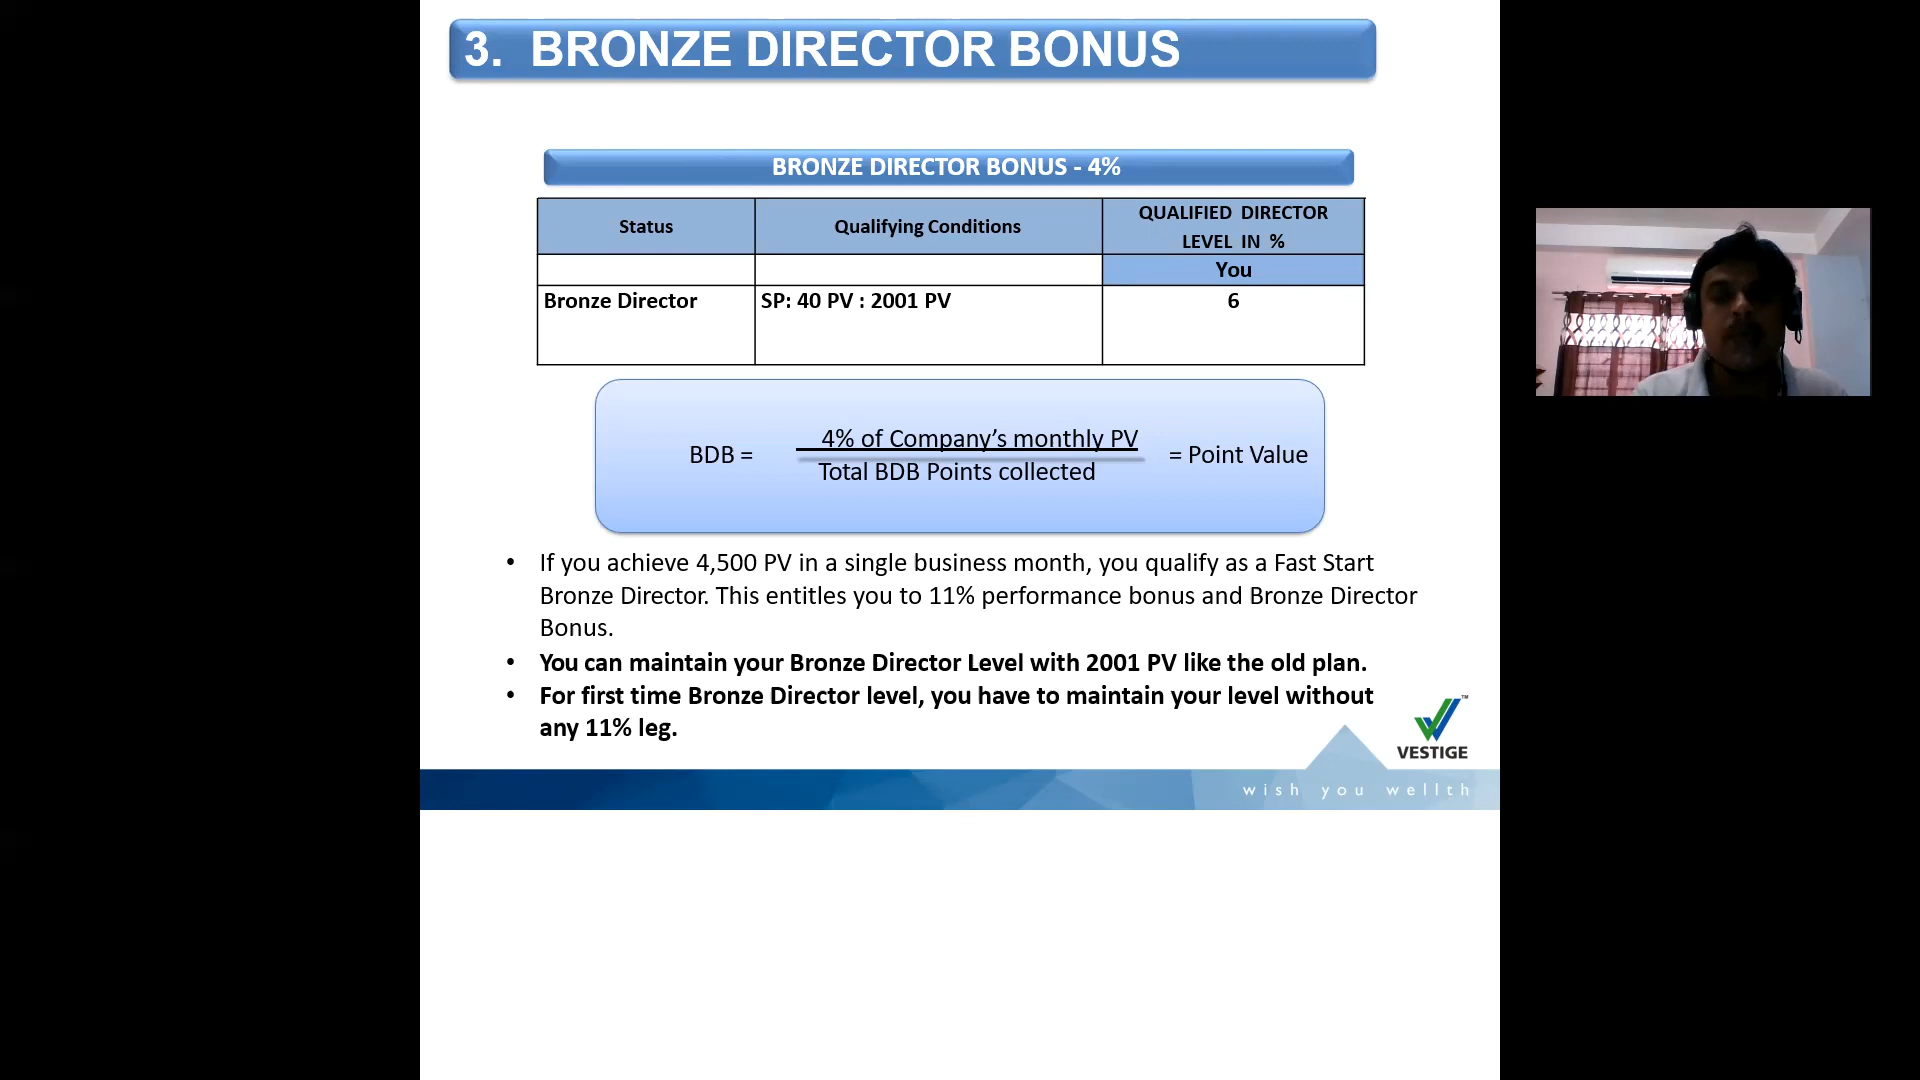 3. BRONZE DIRECTOR BONUS
BRONZE DIRECTOR BONUS - 4%
Status
Qualifying Conditions
QUALIFIED DIRECTOR
LEVEL IN %
You
Bronze Director
SP: 40 PV : 2001 PV
6
BDB =
4% of Company’s monthly PV
Total BDB Points collected
= Point Value
• If you achieve 4,500 PV in a single business month, you qualify as a Fast Start
Bronze Director. This entitles you to 11% performance bonus and Bronze Director
Bonus.
• You can maintain your Bronze Director Level with 2001 PV like the old plan.
• For first time Bronze Director level, you have to maintain your level without
any 11% leg.
TM
VESTIGE
wish you wellth